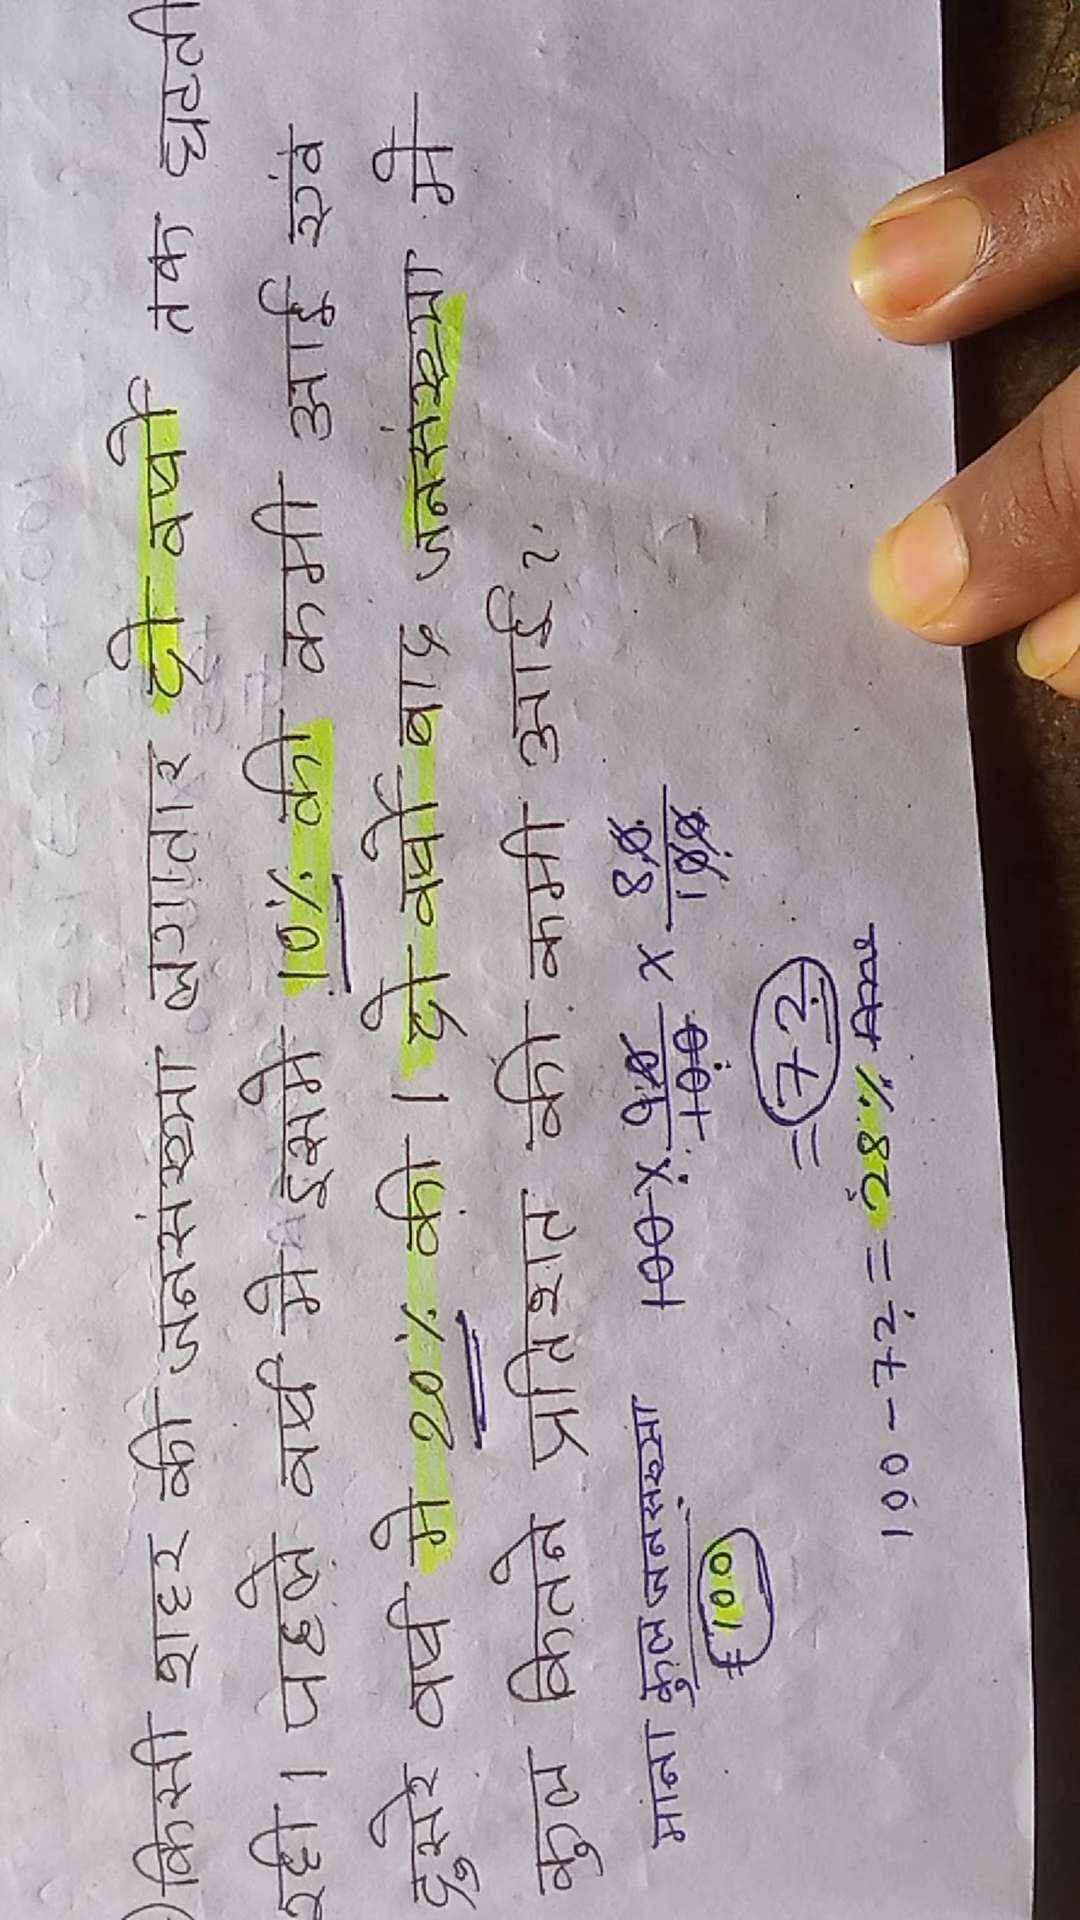 किसी शहर की जनसंख्या लगातार दो वर्षो तक घटती
रही । पहले वर्ष मे इसमे 10% की कमी आई एवं
दुसरे वर्ष मे 20% की । दो वर्षो बाद जनसंख्या मे
कुल कितने प्रतिशत की कमी आई ?
माना कुल जनसंख्या 100 × 90/100 × 80/100
= 100
= 72
100 - 72 = 28%